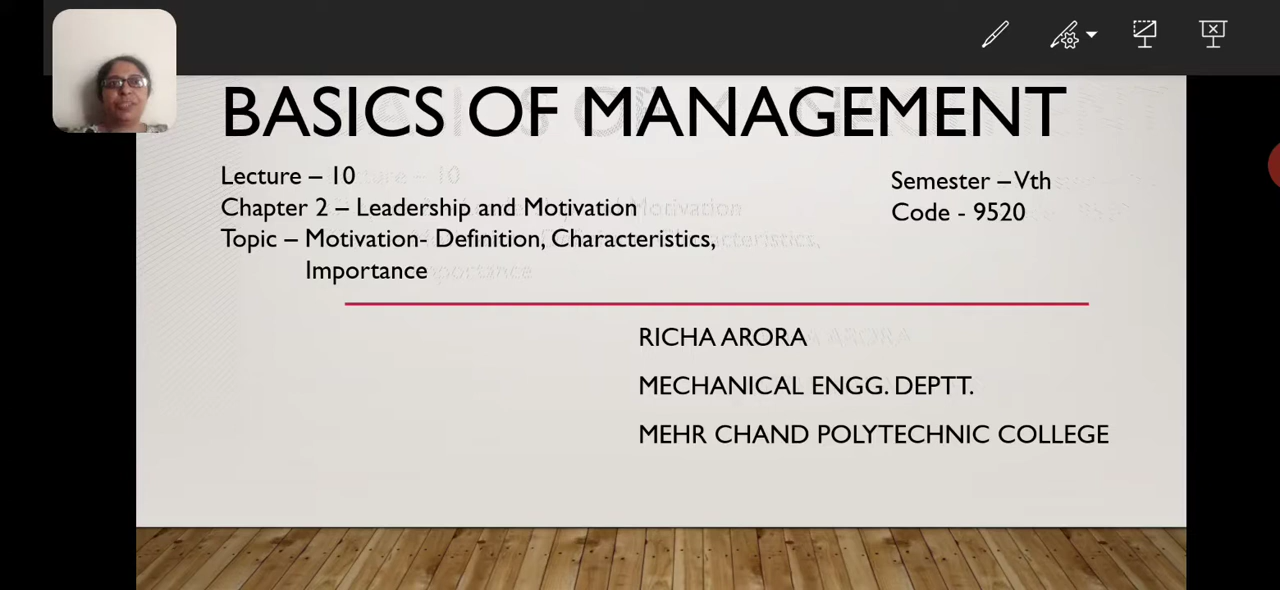 BASICS OF MANAGEMENT
Lecture – 10
Chapter 2 – Leadership and Motivation
Topic – Motivation- Definition, Characteristics,
Importance
Semester – Vth
Code - 9520
RICHA ARORA
MECHANICAL ENGG. DEPTT.
MEHR CHAND POLYTECHNIC COLLEGE